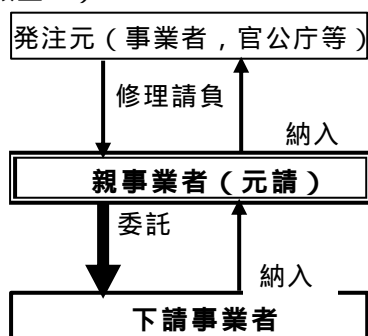 発注元（事業者，官公庁等）
修理請負
納入
親事業者（元請）
委託
納入
下請事業者